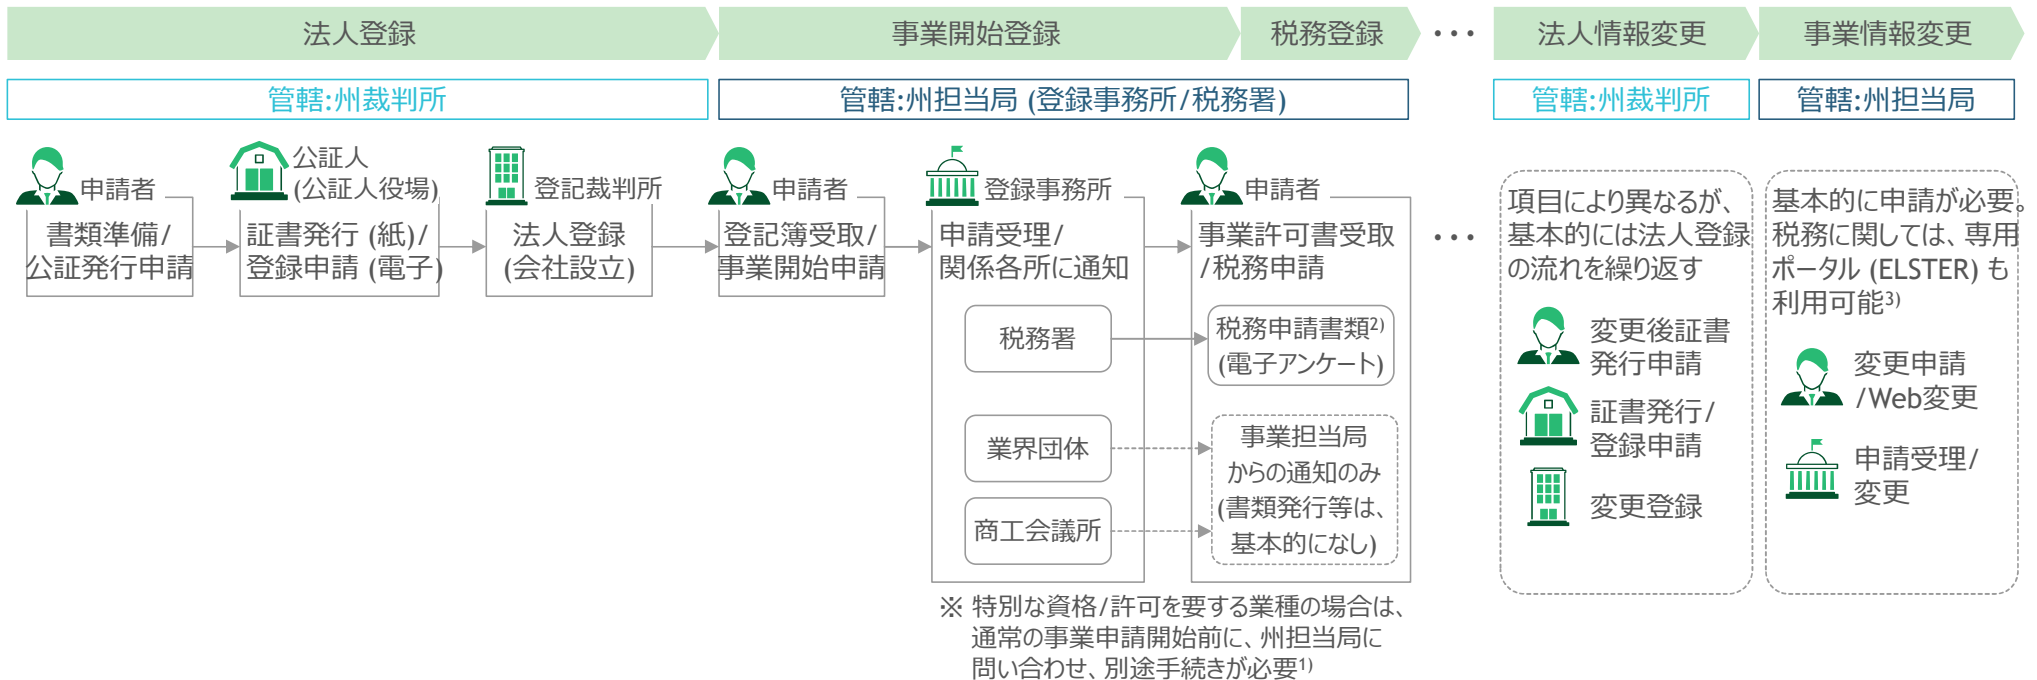 法人登録
事業開始登録
税務登録
・・・
法人情報変更
事業情報変更
管轄:州裁判所
管轄:州担当局 (登録事務所/税務署)
管轄:州裁判所
管轄:州担当局
申請者
書類準備/
公証発行申請
公証人
(公証人役場)
証書発行 (紙)/
登録申請 (電子)
登記裁判所
法人登録
(会社設立)
申請者
登記簿受取/
事業開始申請
登録事務所
申請受理/
関係各所に通知
税務署
業界団体
商工会議所
申請者
事業許可書受取
/税務申請
税務申請書類2)
(電子アンケート)
事業担当局
からの通知のみ
(書類発行等は、
基本的になし)
※ 特別な資格/許可を要する業種の場合は、
通常の事業申請開始前に、州担当局に
問い合わせ、別途手続きが必要1)
・・・
項目により異なるが、
基本的には法人登録
の流れを繰り返す
変更後証書
発行申請
証書発行/
登録申請
変更登録
基本的に申請が必要。
税務に関しては、専用
ポータル (ELSTER) も
利用可能3)
変更申請
/Web変更
申請受理/
変更